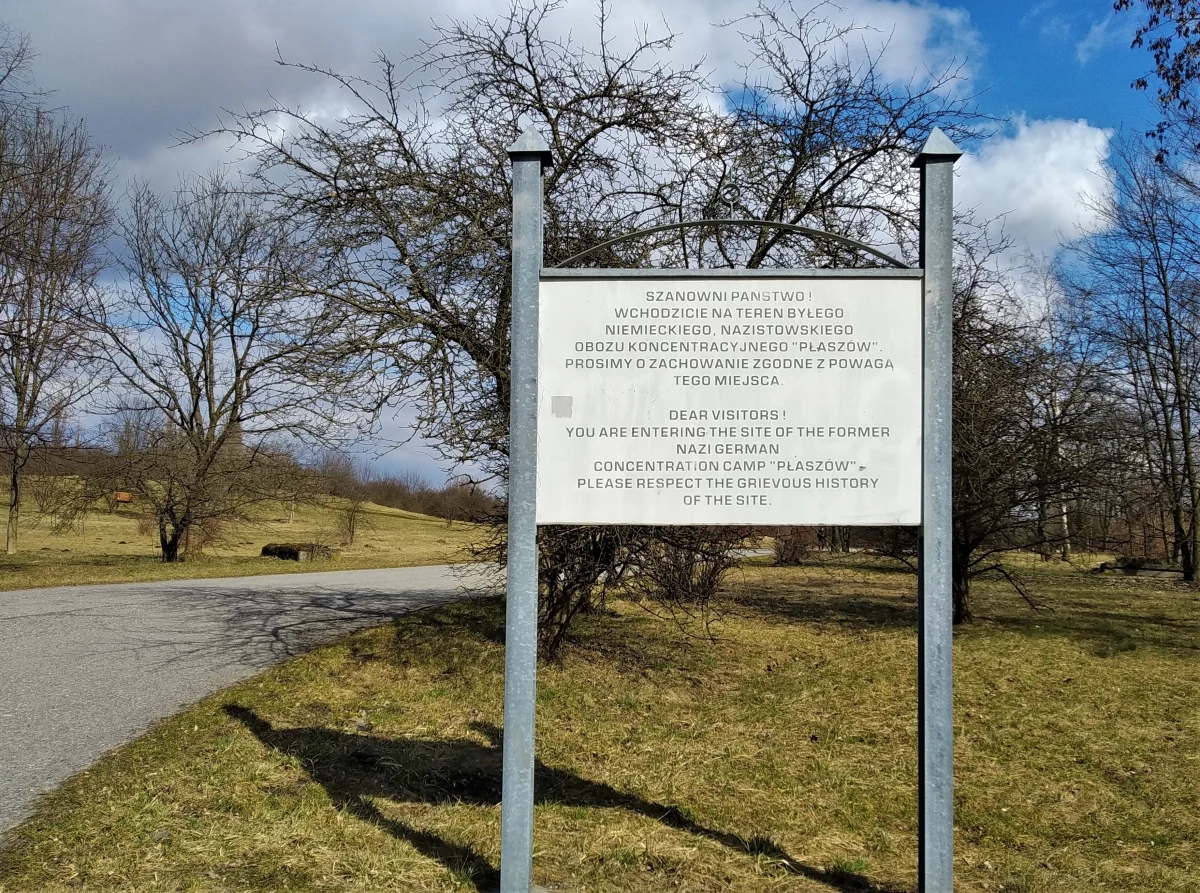 SZANOWNI PAŃSTWO !
WCHODZICIE NA TEREN BYŁEGO
NIEMIECKIEGO, NAZISTOWSKIEGO
OBOZU KONCENTRACYJNEGO "PŁASZÓW".
PROSIMY O ZACHOWANIE ZGODNE Z POWAGĄ
TEGO MIEJSCA.
DEAR VISITORS !
YOU ARE ENTERING THE SITE OF THE FORMER
NAZI GERMAN
CONCENTRATION CAMP "PŁASZÓW".
PLEASE RESPECT THE GRIEVOUS HISTORY
OF THE SITE.